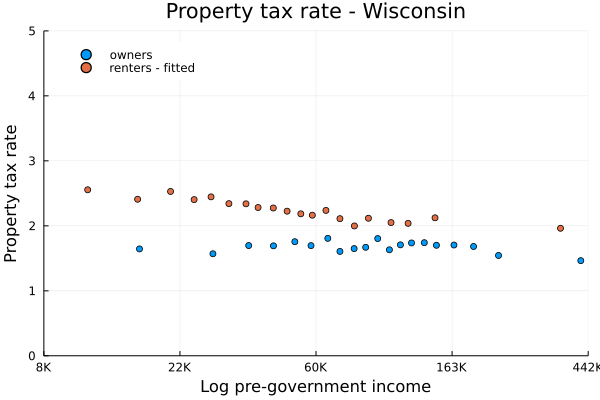 Property tax rate - Wisconsin
Property tax rate
5
4
3
2
1
0
owners
renters - fitted
8K 22K 60K 163K 442K
Log pre-government income